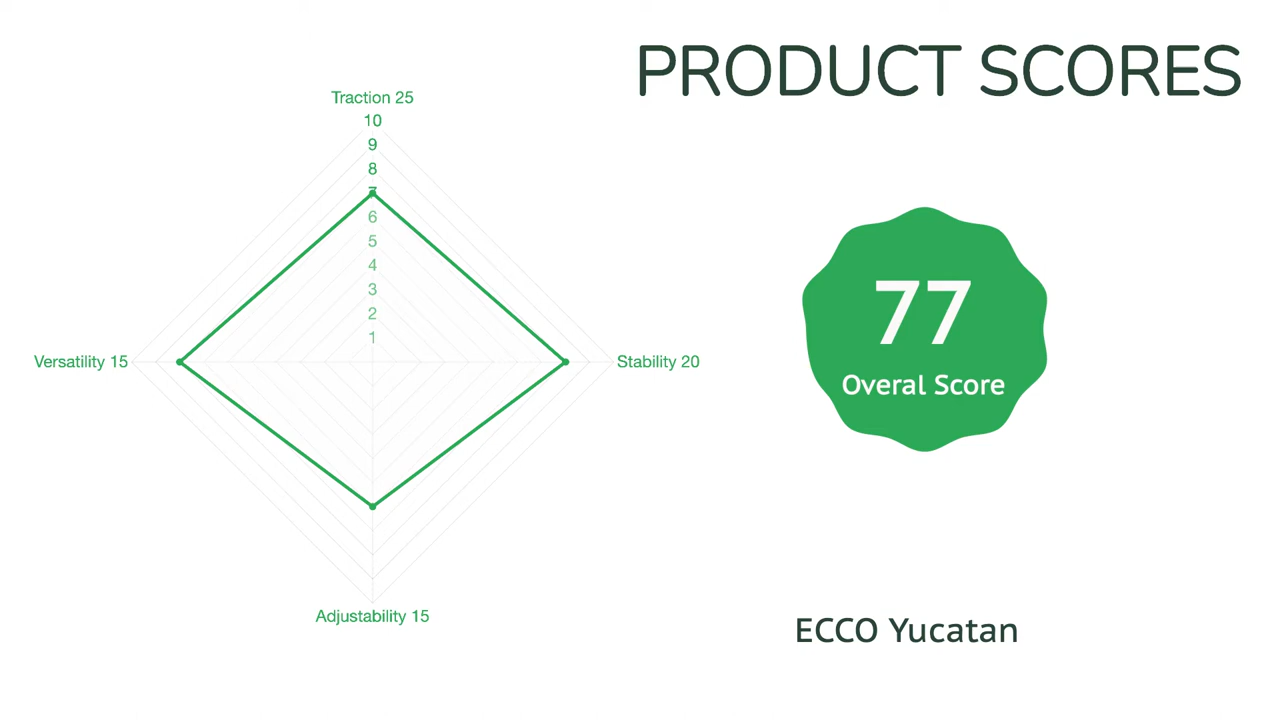 PRODUCT SCORES
Traction 25
10
9
8
7
6
5
4
3
2
1
Versatility 15
Stability 20
Adjustability 15
77
Overal Score
ECCO Yucatan